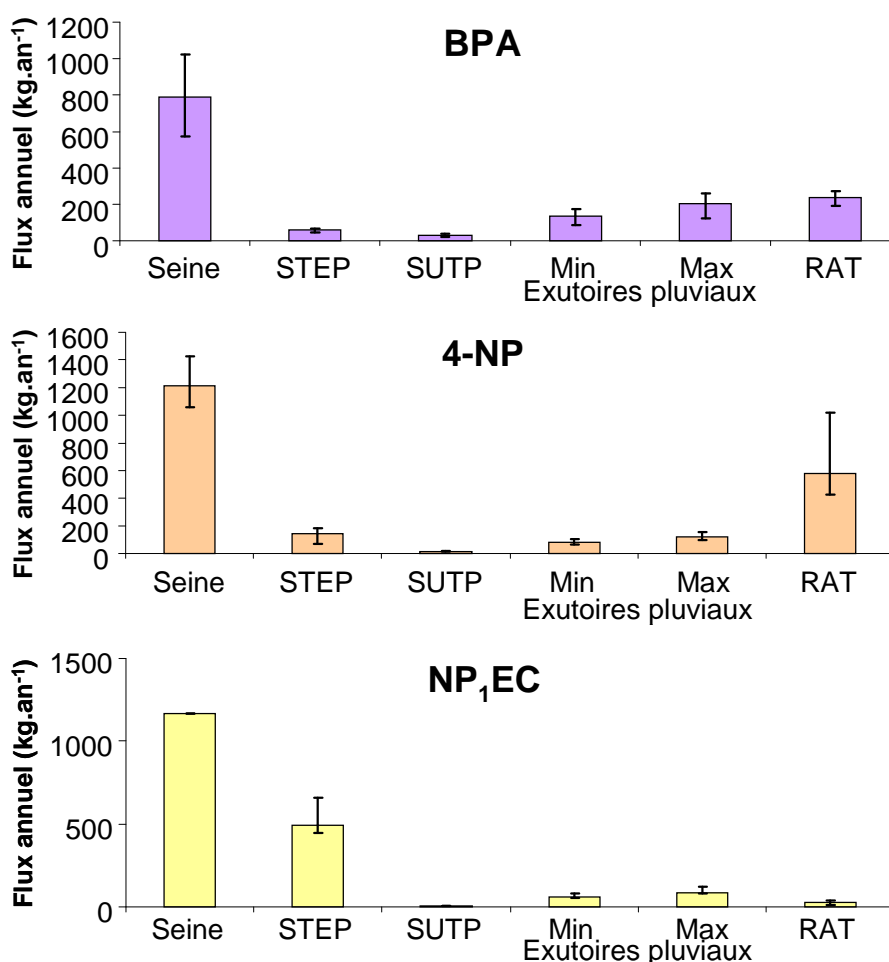 BPA
Flux annuel (kg.an⁻¹)
1200
1000
800
600
400
200
0
Seine STEP SUTP Min Max RAT
Exutoires pluviaux
4-NP
Flux annuel (kg.an⁻¹)
1600
1400
1200
1000
800
600
400
200
0
Seine STEP SUTP Min Max RAT
Exutoires pluviaux
NP₁EC
Flux annuel (kg.an⁻¹)
1500
1000
500
0
Seine STEP SUTP Min Max RAT
Exutoires pluviaux